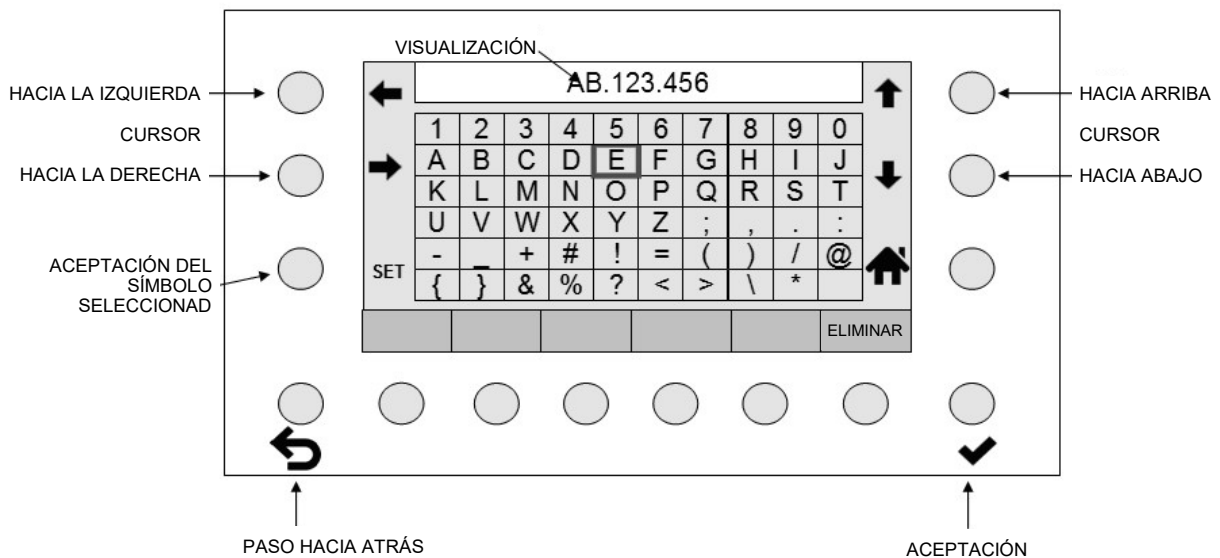 VISUALIZACIÓN
HACIA LA IZQUIERDA
CURSOR
HACIA LA DERECHA
ACEPTACIÓN DEL
SÍMBOLO
SELECCIONAD
AB.123.456
1 2 3 4 5 6 7 8 9 0
A B C D E F G H I J
K L M N O P Q R S T
U V W X Y Z ; , . :
- _ + # ! = ( ) / @
{ } & % ? < > \ *
SET
ELIMINAR
HACIA ARRIBA
CURSOR
HACIA ABAJO
PASO HACIA ATRÁS
ACEPTACIÓN